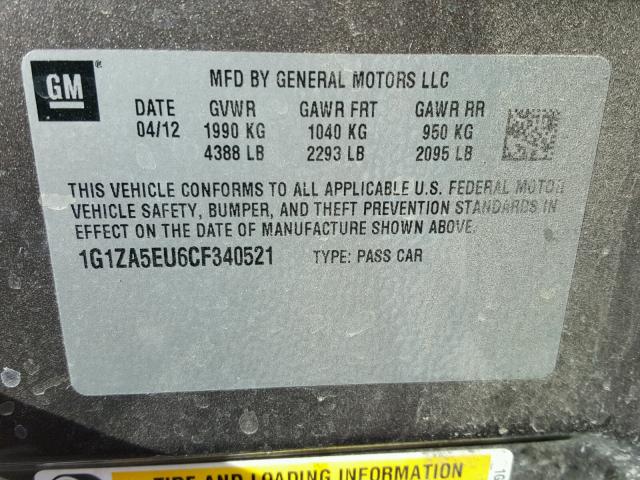 GM®
MFD BY GENERAL MOTORS LLC
DATE GVWR GAWR FRT GAWR RR
04/12 1990 KG 1040 KG 950 KG
4388 LB 2293 LB 2095 LB
THIS VEHICLE CONFORMS TO ALL APPLICABLE U.S. FEDERAL MOTOR
VEHICLE SAFETY, BUMPER, AND THEFT PREVENTION STANDARDS IN
EFFECT ON THE DATE OF MANUFACTURE SHOWN ABOVE.
1G1ZA5EU6CF340521 TYPE: PASS CAR
TIRE AND LOADING INFORMATION